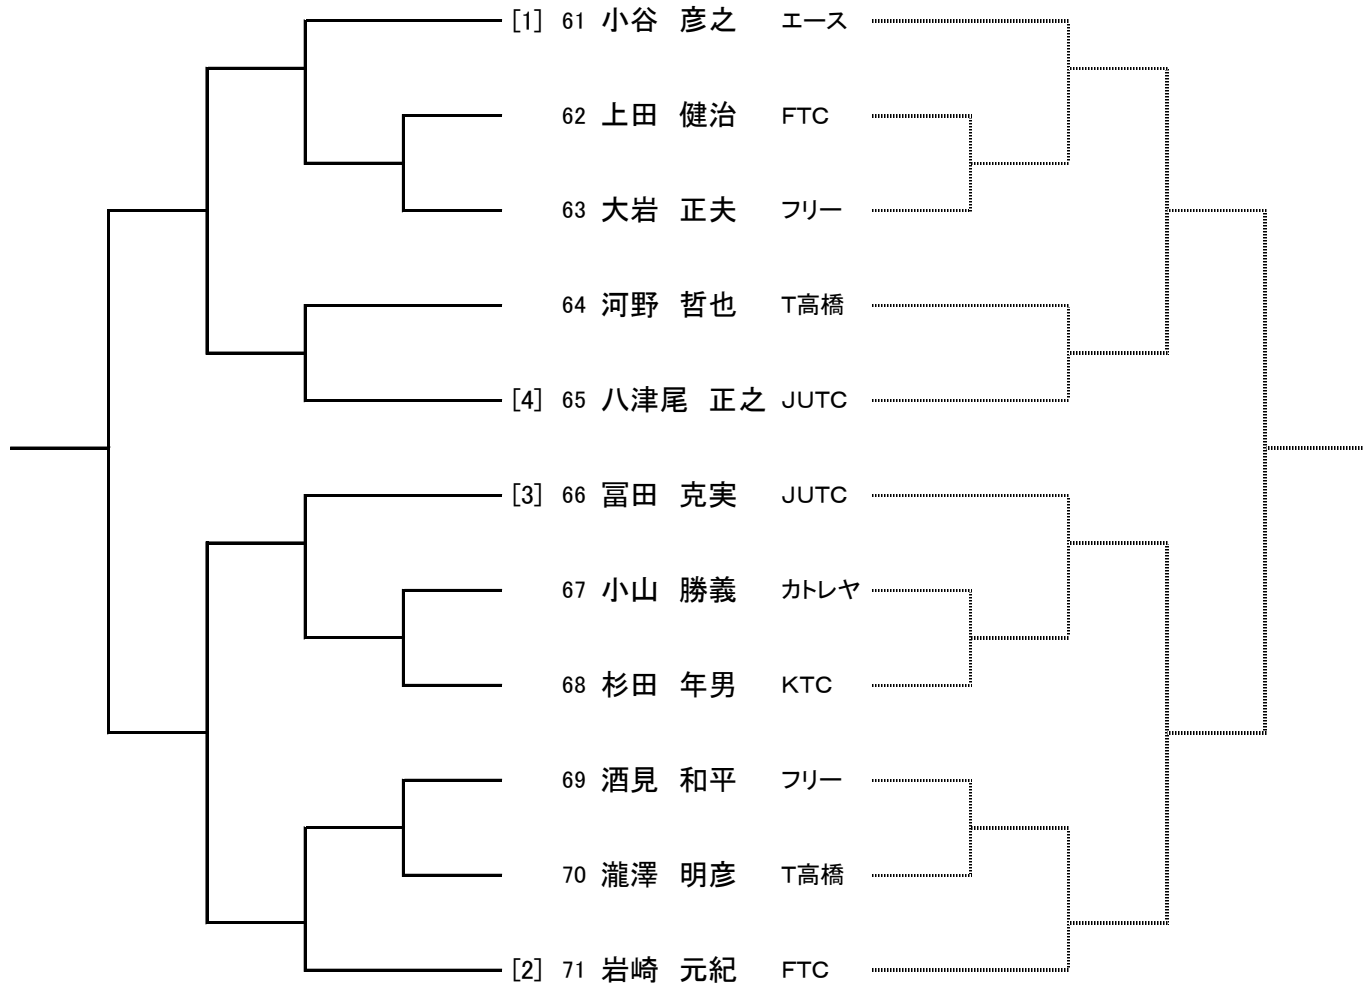 [1] 61 小谷 彦之 エース
62 上田 健治 FTC
63 大岩 正夫 フリー
64 河野 哲也 T高橋
[4] 65 八津尾 正之 JUTC
[3] 66 冨田 克実 JUTC
67 小山 勝義 カトレヤ
68 杉田 年男 KTC
69 酒見 和平 フリー
70 瀧澤 明彦 T高橋
[2] 71 岩崎 元紀 FTC